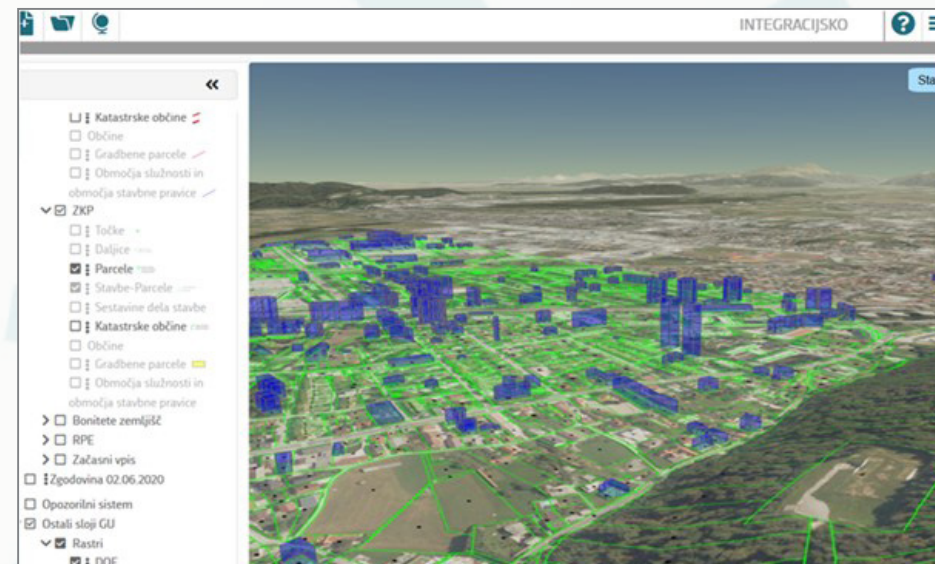 INTEGRACIJSKO
?
Sta
Katastrske občine
Občine
Gradbene parcele
Območja služnosti in
območja stavbne pravice
ZKP
Točke
Daljice
Parcele
Stavbe-Parcele
Sestavine dela stavbe
Katastrske občine
Občine
Gradbene parcele
Območja služnosti in
območja stavbne pravice
Bonitete zemljišč
RPE
Začasni vpis
Zgodovina 02.06.2020
Opozorilni sistem
Ostali sloji GU
Rastri
DOF